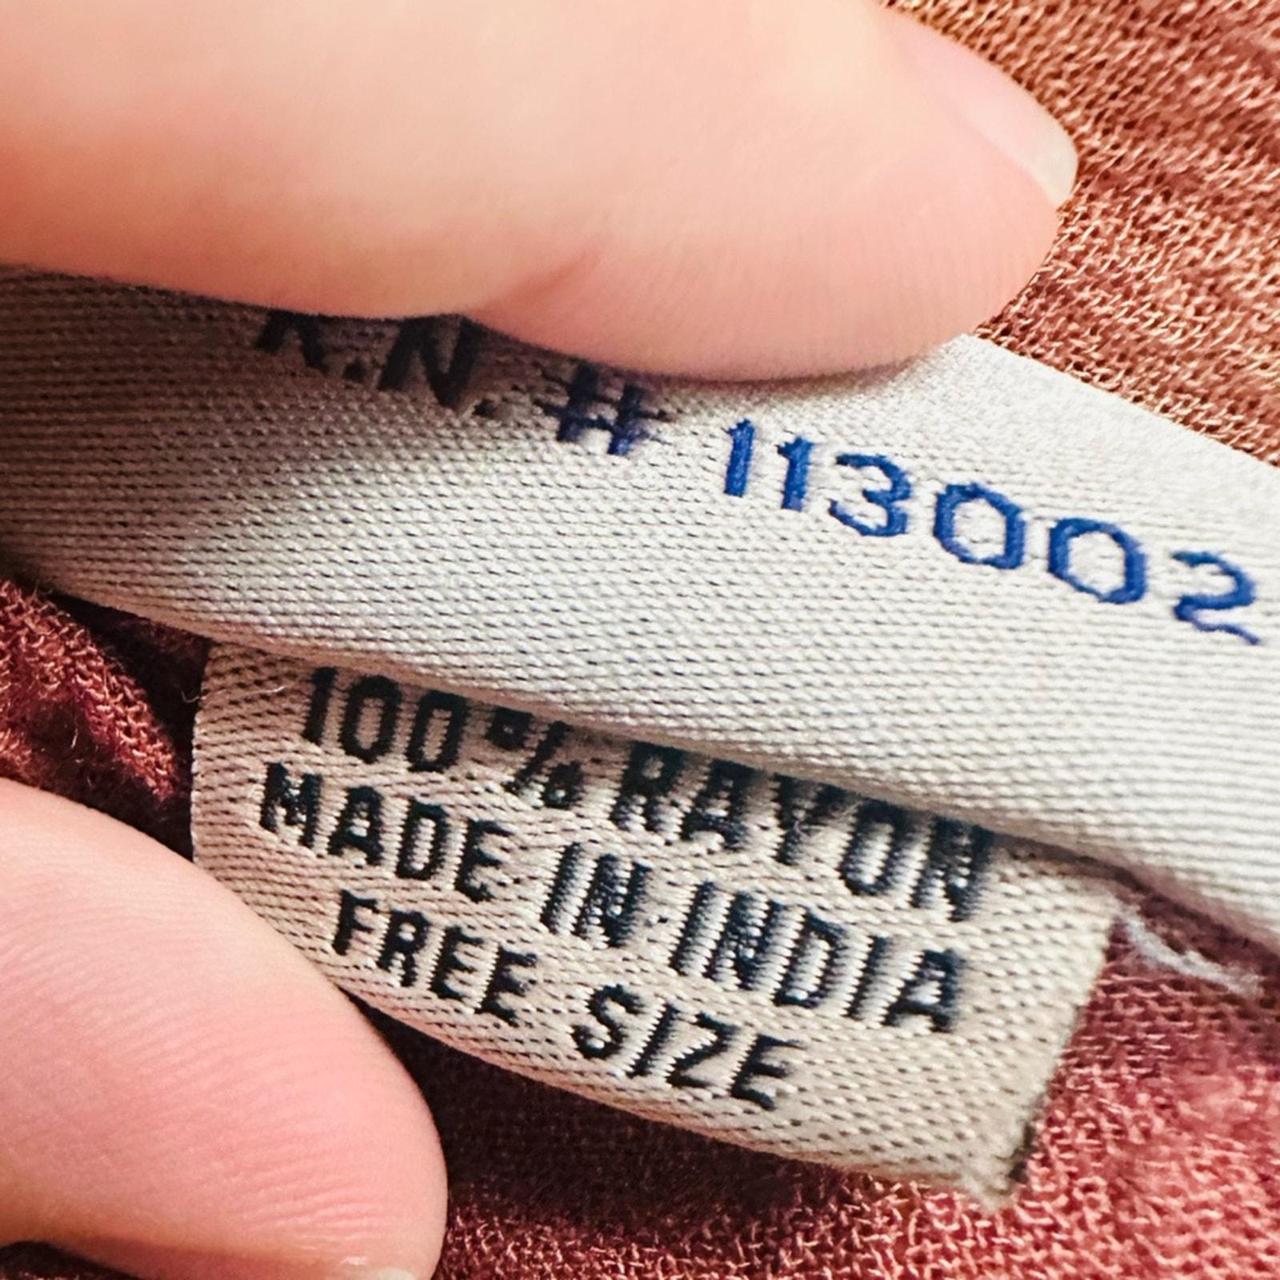 R.N. # 113002
100% RAYON
MADE IN INDIA
FREE SIZE